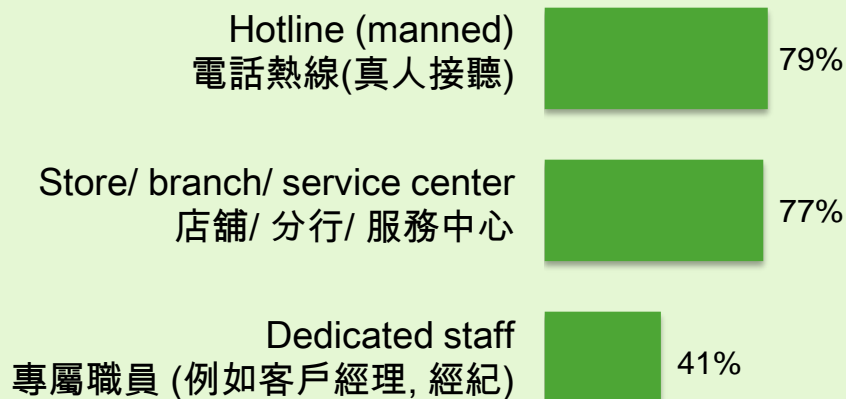 Hotline (manned)
電話熱線(真人接聽)
79%
Store/ branch/ service center
店舖/ 分行/ 服務中心
77%
Dedicated staff
專屬職員 (例如客戶經理, 經紀)
41%